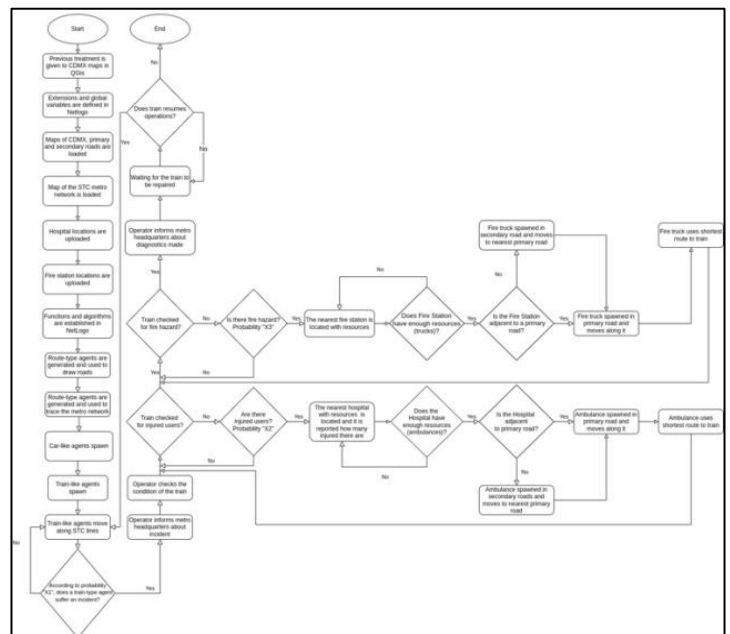 Start
End
Previous treatment is
given to CDMX maps in
QGIs
Extensions and global
variables are defined in
Netlogo
Maps of CDMX, primary
and secondary roads are
loaded
Map of the STC metro
network is loaded
Hospital locations are
uploaded
Fire station locations are
uploaded
Functions and algorithms
are established in
NetLogo
Route-type agents are
generated and used to
draw roads
Route-type agents are
generated and used to
trace the metro network
Car-like agents spawn
Train-like agents
spawn
Train-like agents move
along STC lines
No
According to probability
"X1", does a train-type agent
suffer an incident?
Yes
Operator informs metro
headquarters about
incident
Operator checks the
condition of the train
Train checked
for injured users?
No
Are there
Injured users?
Probability "X2"
No
Yes
The nearest hospital
with resources is
located and it is
reported how many
injured there are
Does the
Hospital have
enough resources
(ambulances)?
No
Yes
Is the Hospital
adjacent
to primary road?
No
Ambulance spawned in
secondary roads and
moves to nearest primary
road
Yes
Ambulance spawned in
primary road and
moves along it
Ambulance uses
shortest route to train
Yes
Train checked
for fire hazard?
No
Is there fire hazard?
Probability "X3"
No
Yes
The nearest fire station is
located with resources
Does Fire Station
have enough resources
(trucks)?
No
Yes
Is the Fire Station
adjacent to a primary
road?
No
Fire truck spawned in
secondary road and moves
to nearest primary road
Yes
Fire truck spawned in
primary road and
moves along it
Fire truck uses shortest
route to train
Yes
Operator informs metro
headquarters about
diagnostics made
Waiting for the train to
be repaired
Does train resumes
operations?
Yes
No
No